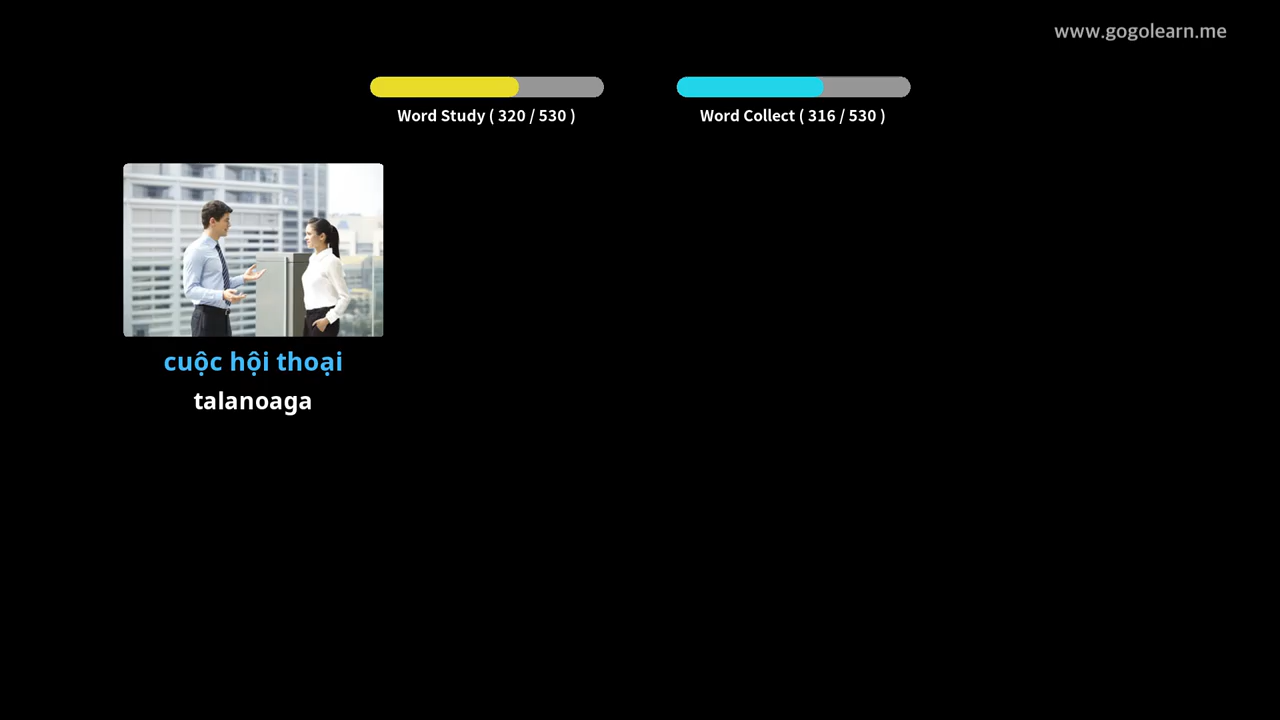 www.gogolearn.me
Word Study ( 320 / 530 )
Word Collect ( 316 / 530 )
cuộc hội thoại
talanoaga